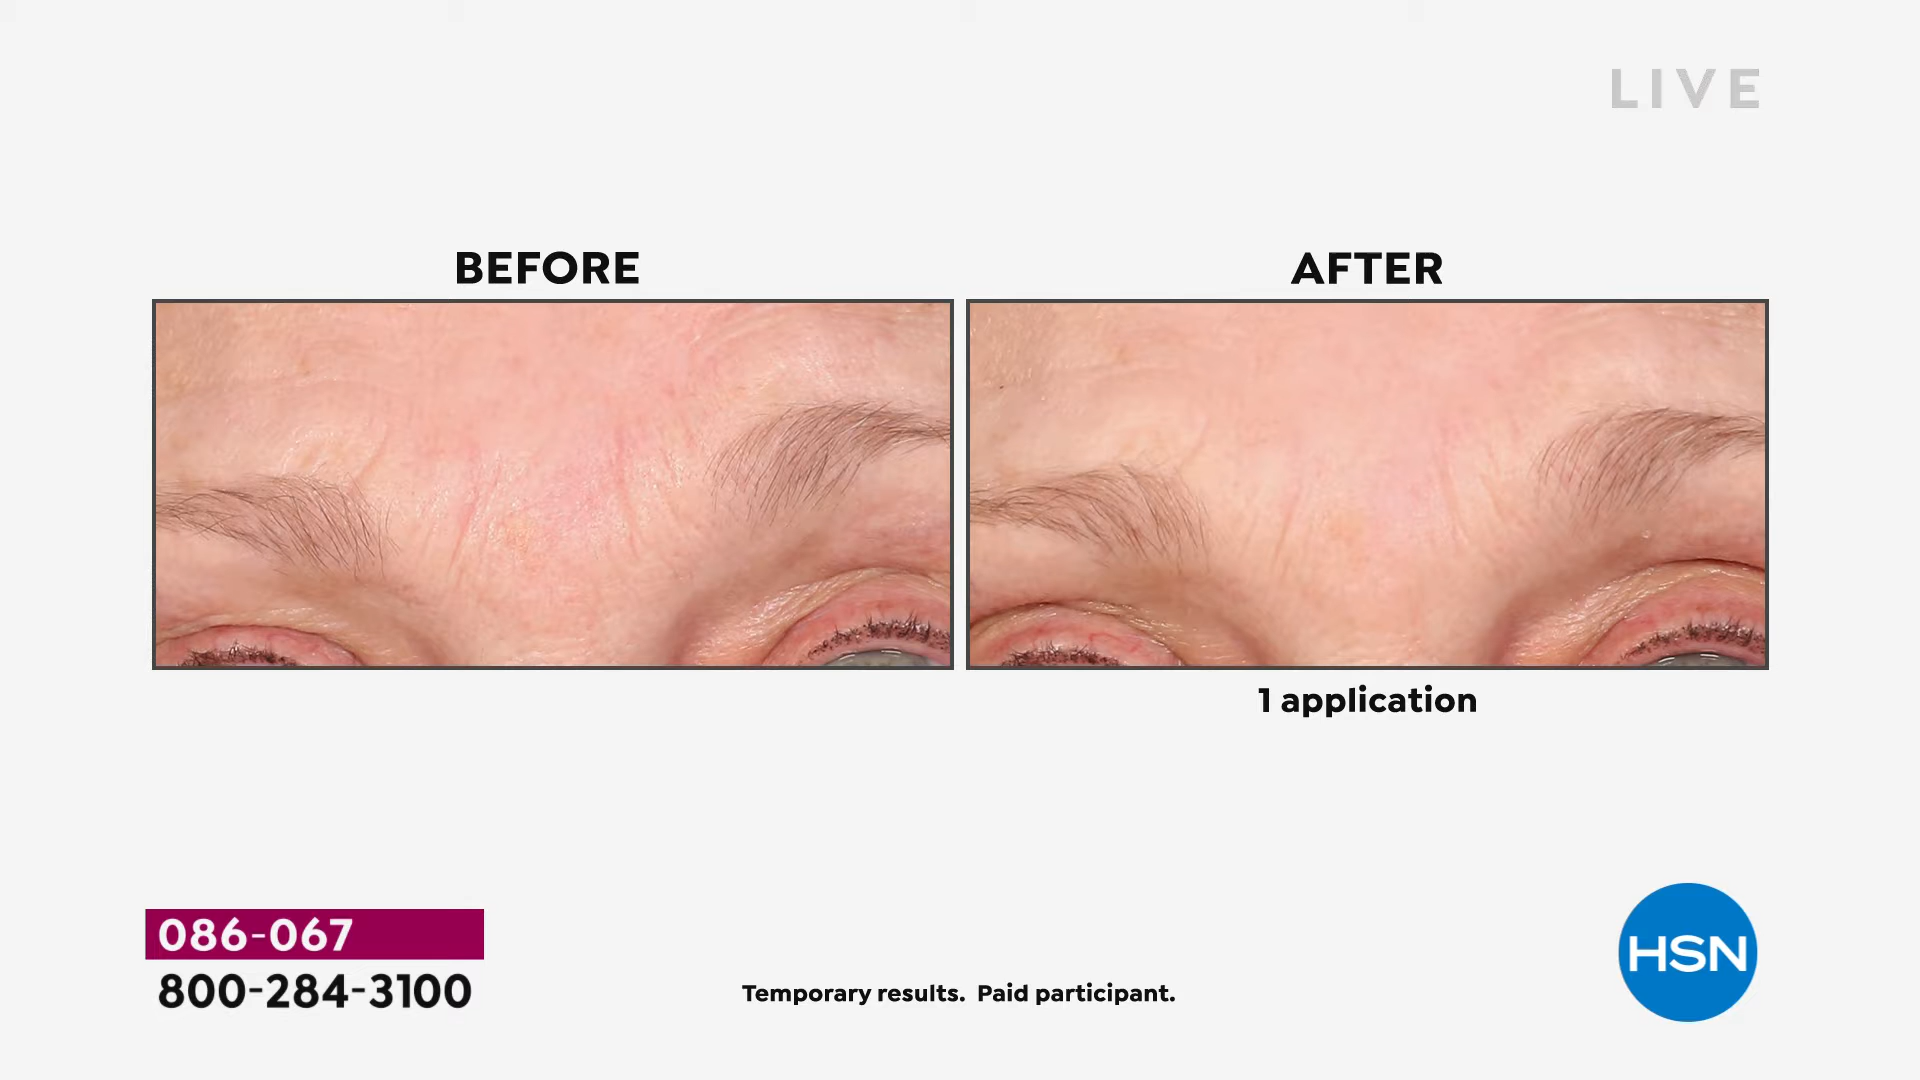 LIVE
BEFORE
AFTER
1 application
086-067
800-284-3100
Temporary results. Paid participant.
HSN